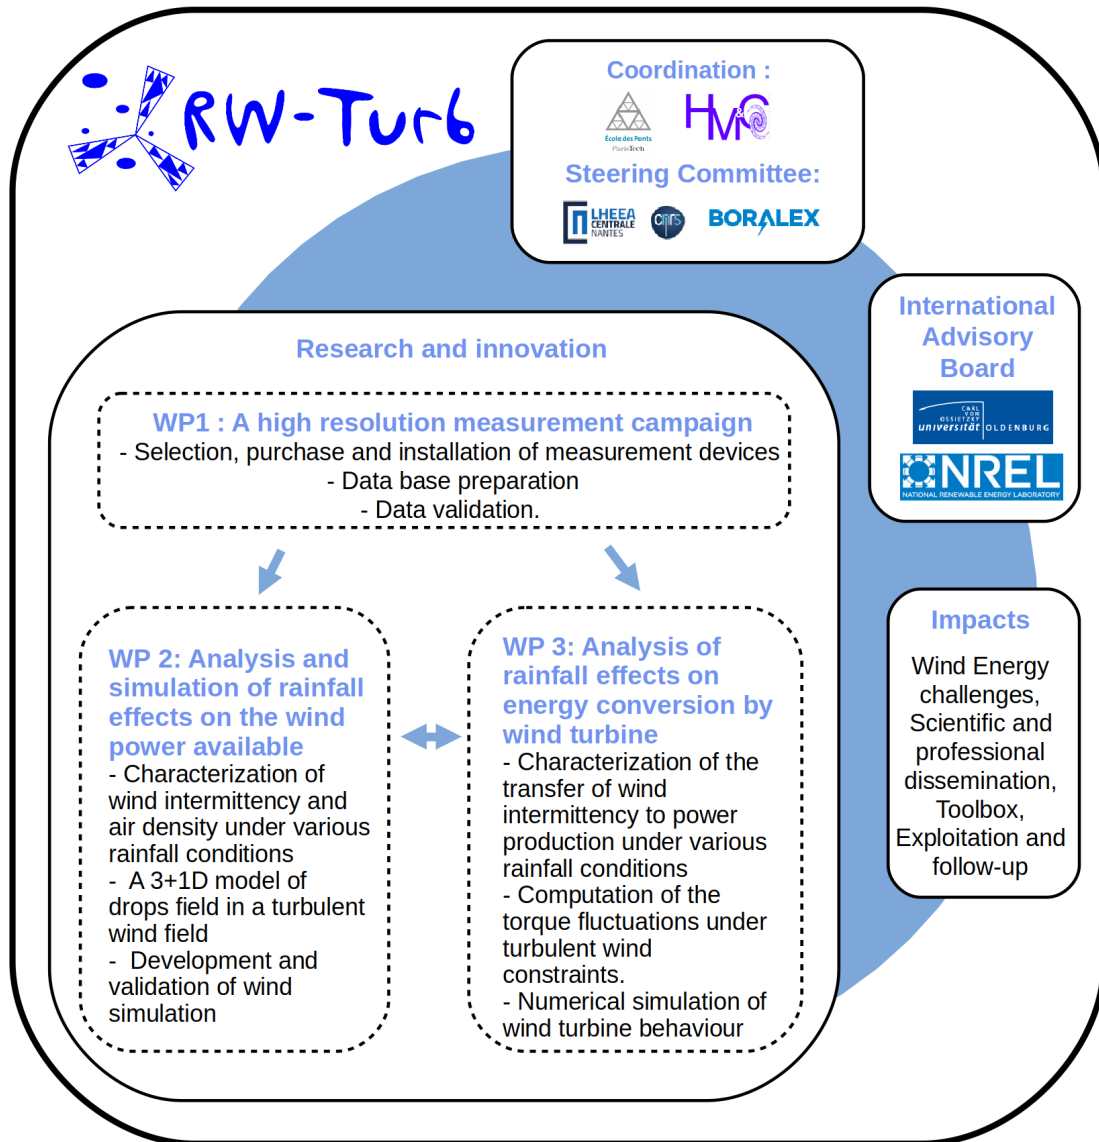 RW-Turb
Coordination :
École des Ponts
ParisTech
HM&C
Steering Committee:
LHEEA
CENTRALE
NANTES
cnrs
BORALEX
International
Advisory
Board
CARL
VON
OSSIETZKY
universität OLDENBURG
NREL
NATIONAL RENEWABLE ENERGY LABORATORY
Research and innovation
WP1 : A high resolution measurement campaign
- Selection, purchase and installation of measurement devices
- Data base preparation
- Data validation.
WP 2: Analysis and
simulation of rainfall
effects on the wind
power available
- Characterization of
wind intermittency and
air density under various
rainfall conditions
- A 3+1D model of
drops field in a turbulent
wind field
- Development and
validation of wind
simulation
WP 3: Analysis of
rainfall effects on
energy conversion by
wind turbine
- Characterization of the
transfer of wind
intermittency to power
production under various
rainfall conditions
- Computation of the
torque fluctuations under
turbulent wind
constraints.
- Numerical simulation of
wind turbine behaviour
Impacts
Wind Energy
challenges,
Scientific and
professional
dissemination,
Toolbox,
Exploitation and
follow-up